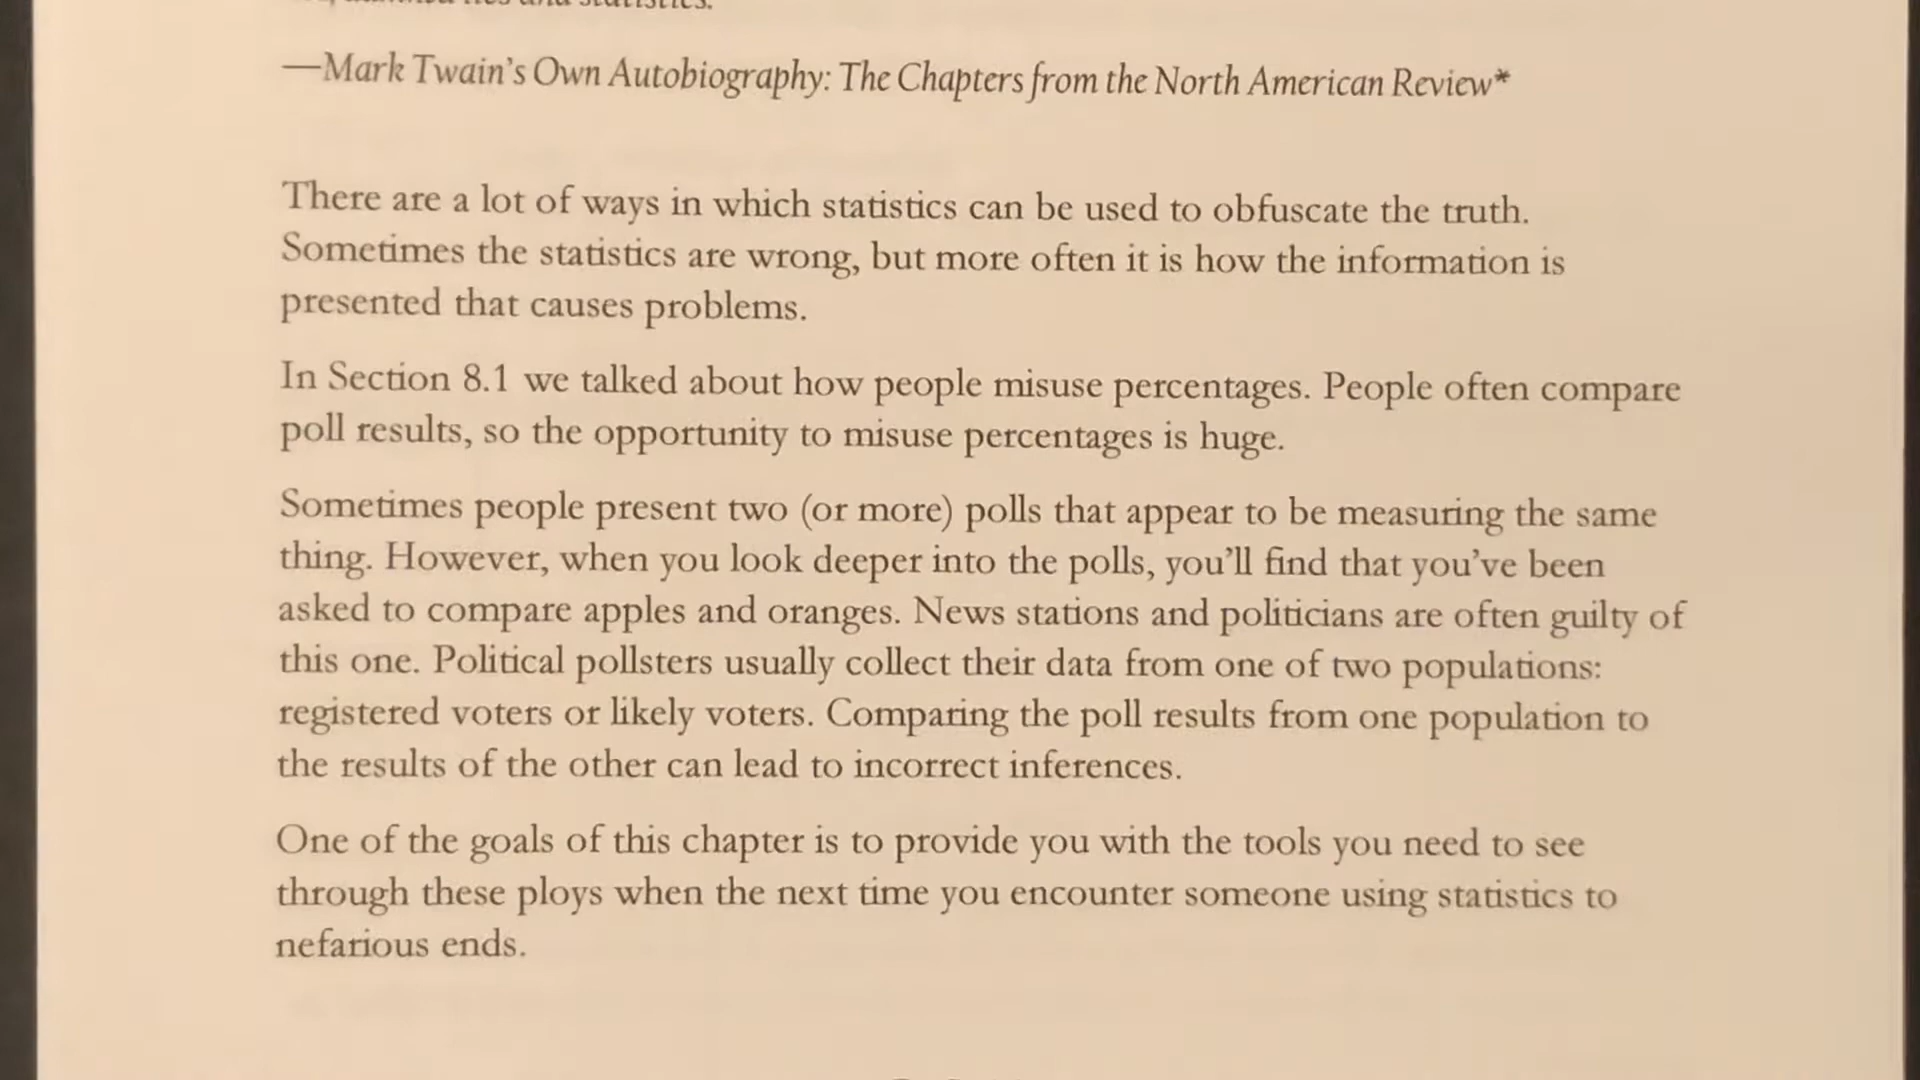 and statistics.
—Mark Twain's Own Autobiography: The Chapters from the North American Review*
There are a lot of ways in which statistics can be used to obfuscate the truth.
Sometimes the statistics are wrong, but more often it is how the information is
presented that causes problems.
In Section 8.1 we talked about how people misuse percentages. People often compare
poll results, so the opportunity to misuse percentages is huge.
Sometimes people present two (or more) polls that appear to be measuring the same
thing. However, when you look deeper into the polls, you'll find that you've been
asked to compare apples and oranges. News stations and politicians are often guilty of
this one. Political pollsters usually collect their data from one of two populations:
registered voters or likely voters. Comparing the poll results from one population to
the results of the other can lead to incorrect inferences.
One of the goals of this chapter is to provide you with the tools you need to see
through these ploys when the next time you encounter someone using statistics to
nefarious ends.